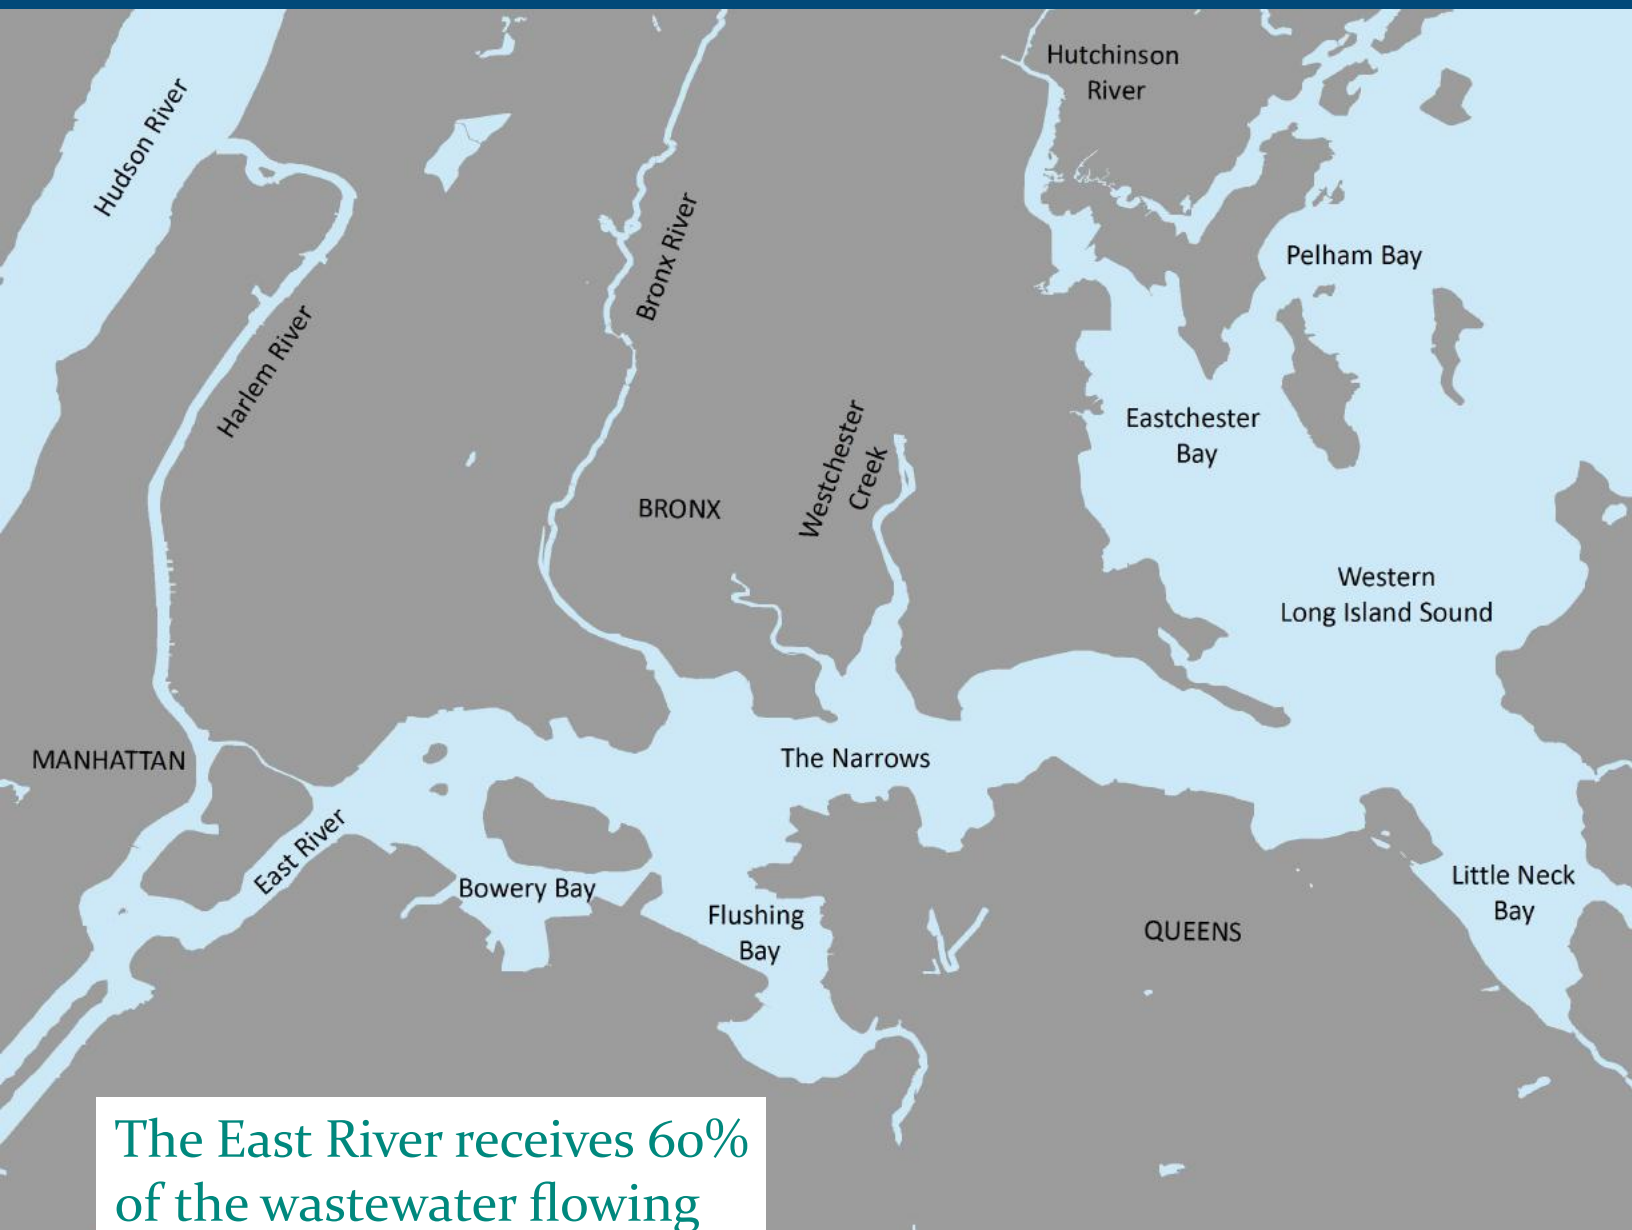 Hutchinson
River
Hudson River
Bronx River
Pelham Bay
Harlem River
Eastchester
Bay
Westchester
Creek
BRONX
Western
Long Island Sound
MANHATTAN
The Narrows
East River
Bowery Bay
Flushing
Bay
QUEENS
Little Neck
Bay
The East River receives 60%
of the wastewater flowing